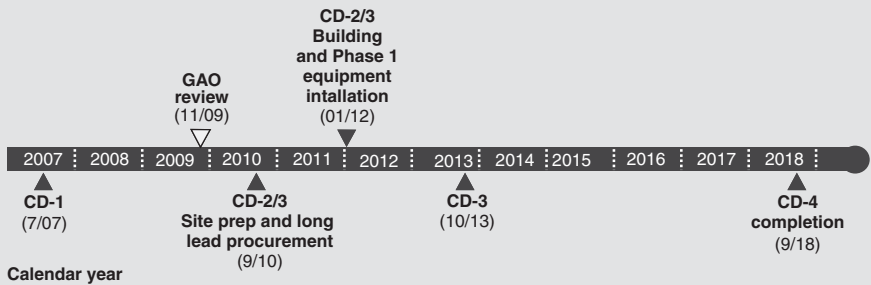 CD-2/3
Building
and Phase 1
equipment
intallation
(01/12)
GAO
review
(11/09)
2007 2008 2009 2010 2011 2012 2013 2014 2015 2016 2017 2018
CD-1
(7/07)
CD-2/3
Site prep and long
lead procurement
(9/10)
CD-3
(10/13)
CD-4
completion
(9/18)
Calendar year